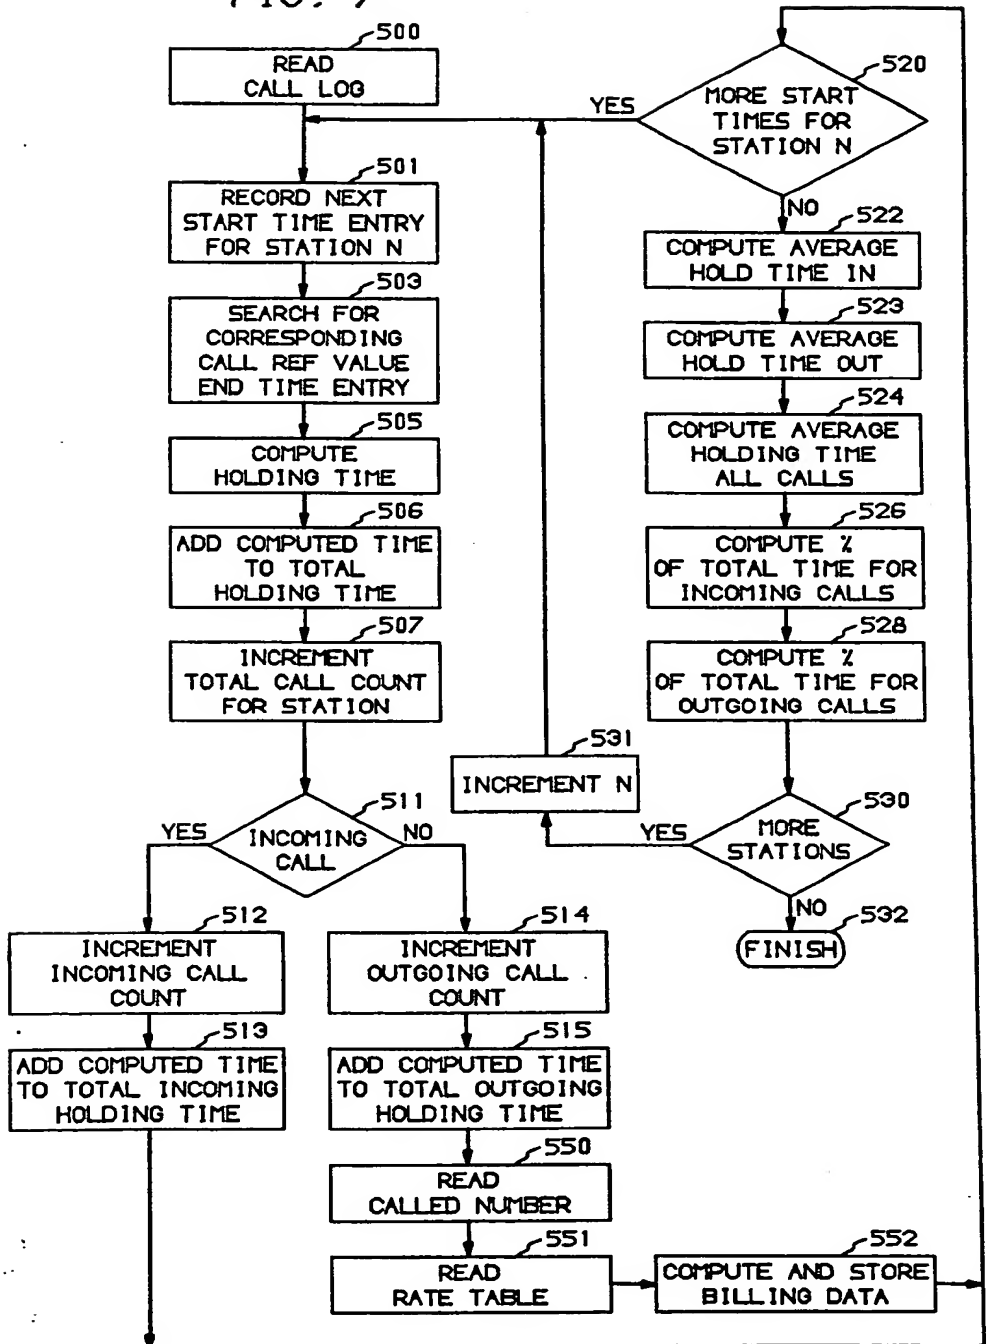 500
READ
CALL LOG
501
RECORD NEXT
START TIME ENTRY
FOR STATION N
503
SEARCH FOR
CORRESPONDING
CALL REF VALUE
END TIME ENTRY
505
COMPUTE
HOLDING TIME
506
ADD COMPUTED TIME
TO TOTAL
HOLDING TIME
507
INCREMENT
TOTAL CALL COUNT
FOR STATION
511
YES
INCOMING
CALL
NO
512
INCREMENT
INCOMING CALL
COUNT
513
ADD COMPUTED TIME
TO TOTAL INCOMING
HOLDING TIME
514
INCREMENT
OUTGOING CALL
COUNT
515
ADD COMPUTED TIME
TO TOTAL OUTGOING
HOLDING TIME
550
READ
CALLED NUMBER
551
READ
RATE TABLE
552
COMPUTE AND STORE
BILLING DATA
520
YES
MORE START
TIMES FOR
STATION N
NO
522
COMPUTE AVERAGE
HOLD TIME IN
523
COMPUTE AVERAGE
HOLD TIME OUT
524
COMPUTE AVERAGE
HOLDING TIME
ALL CALLS
526
COMPUTE %
OF TOTAL TIME FOR
INCOMING CALLS
528
COMPUTE %
OF TOTAL TIME FOR
OUTGOING CALLS
530
YES
MORE
STATIONS
NO
531
INCREMENT N
532
FINISH